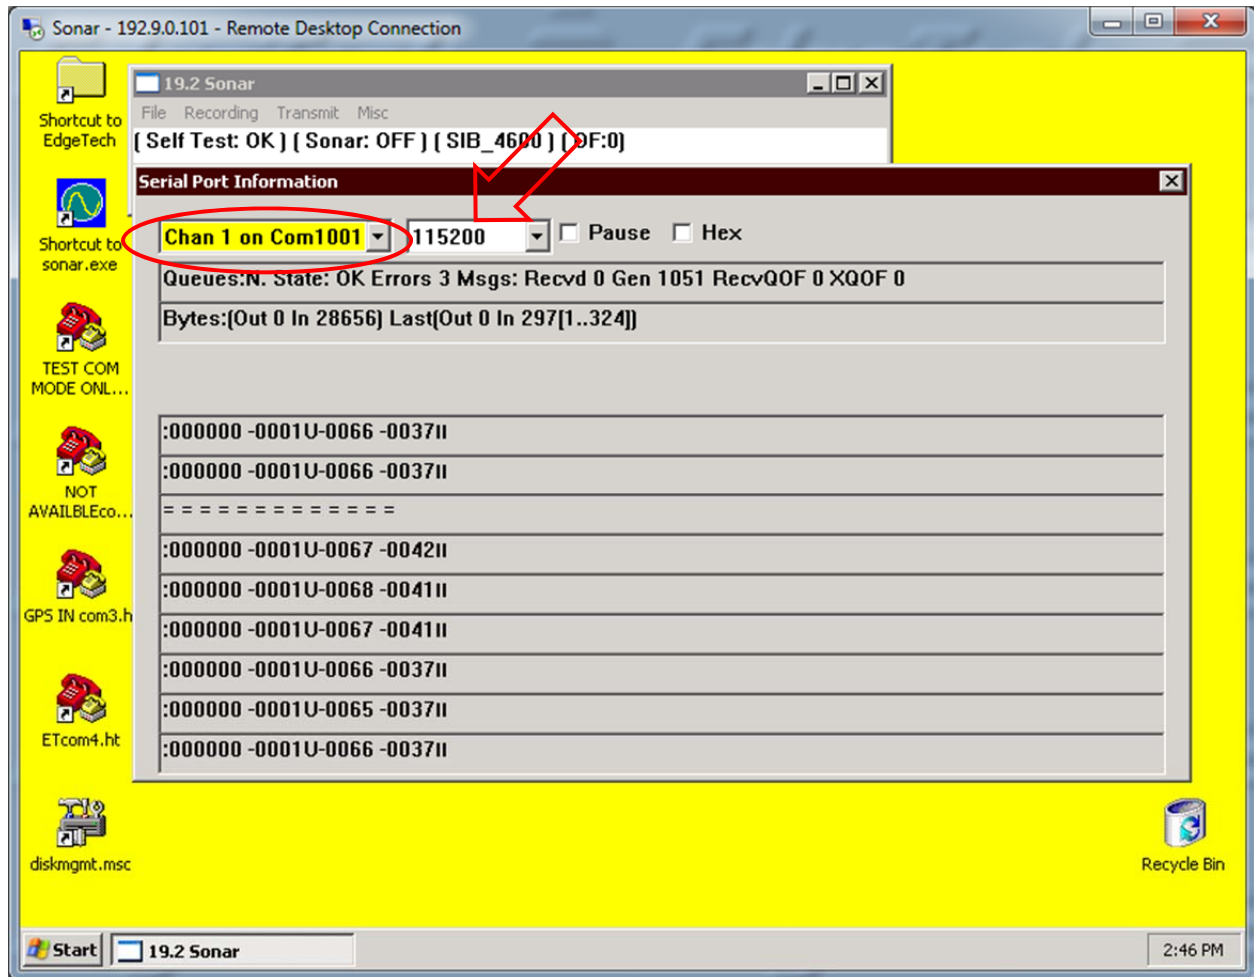 Sonar - 192.9.0.101 - Remote Desktop Connection
Shortcut to
EdgeTech
19.2 Sonar
File Recording Transmit Misc
( Self Test: OK ) ( Sonar: OFF ) ( SIB_4600 ) ( OF:0)
Serial Port Information
Chan 1 on Com1001
115200
Pause
Hex
Queues:N. State: OK Errors 3 Msgs: Recvd 0 Gen 1051 RecvQOF 0 XQOF 0
Bytes:(Out 0 In 28656) Last(Out 0 In 297[1..324])
:000000 -0001U-0066 -0037II
:000000 -0001U-0066 -0037II
= = = = = = = = = = = = =
:000000 -0001U-0067 -0042II
:000000 -0001U-0068 -0041II
:000000 -0001U-0067 -0041II
:000000 -0001U-0066 -0037II
:000000 -0001U-0065 -0037II
:000000 -0001U-0066 -0037II
Shortcut to
sonar.exe
TEST COM
MODE ONL...
NOT
AVAILBLEco...
GPS IN com3.h
ETcom4.ht
diskmgmt.msc
Recycle Bin
Start
19.2 Sonar
2:46 PM